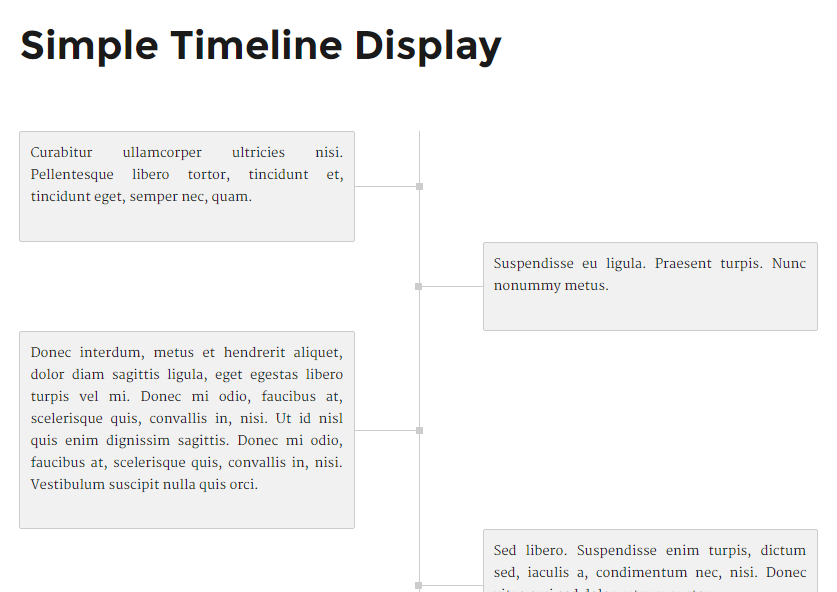 Simple Timeline Display
Curabitur ullamcorper ultricies nisi.
Pellentesque libero tortor, tincidunt et,
tincidunt eget, semper nec, quam.
Suspendisse eu ligula. Praesent turpis. Nunc
nonummy metus.
Donec interdum, metus et hendrerit aliquet,
dolor diam sagittis ligula, eget egestas libero
turpis vel mi. Donec mi odio, faucibus at,
scelerisque quis, convallis in, nisi. Ut id nisl
quis enim dignissim sagittis. Donec mi odio,
faucibus at, scelerisque quis, convallis in, nisi.
Vestibulum suscipit nulla quis orci.
Sed libero. Suspendisse enim turpis, dictum
sed, iaculis a, condimentum nec, nisi. Donec